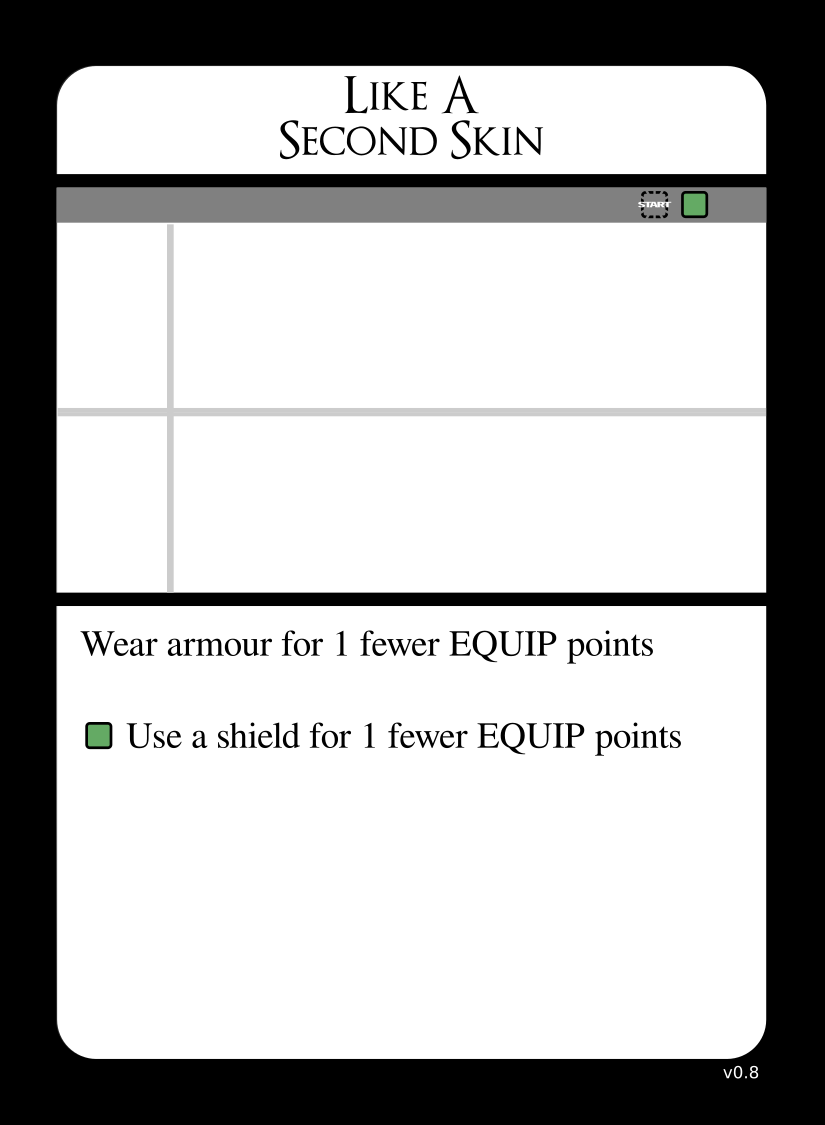 Like A
Second Skin
START
Wear armour for 1 fewer EQUIP points
Use a shield for 1 fewer EQUIP points
v0.8